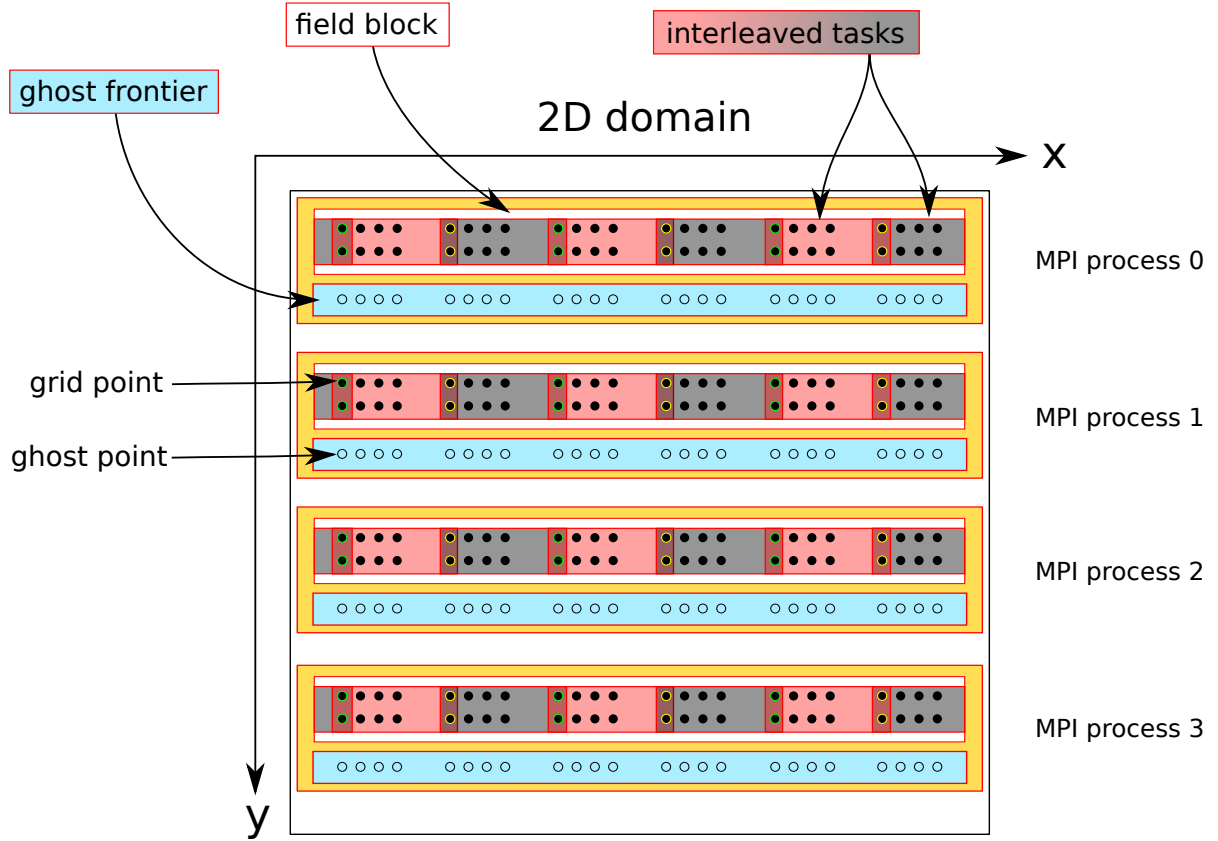 field block
interleaved tasks
ghost frontier
2D domain
x
MPI process 0
grid point
MPI process 1
ghost point
MPI process 2
MPI process 3
y